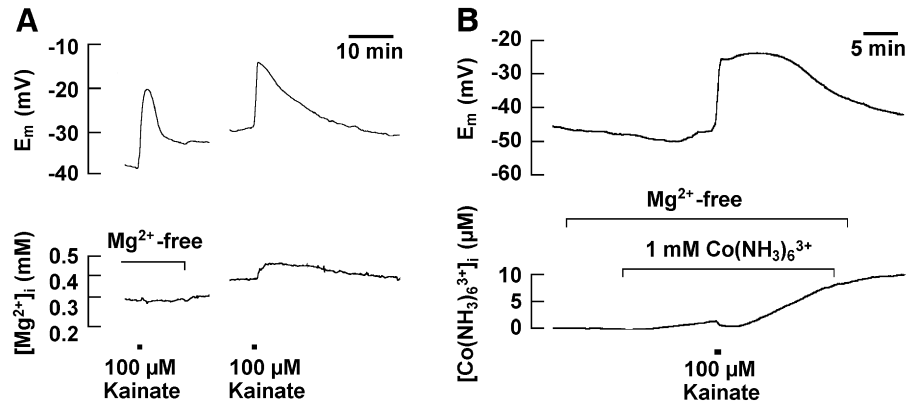 A
10 min
Em (mV)
-10
-20
-30
-40
Mg2+-free
[Mg2+]i (mM)
0.5
0.4
0.3
0.2
100 µM
Kainate
100 µM
Kainate
B
5 min
Em (mV)
-20
-30
-40
-50
-60
Mg2+-free
1 mM Co(NH3)63+
[Co(NH3)63+]i (µM)
10
5
0
100 µM
Kainate